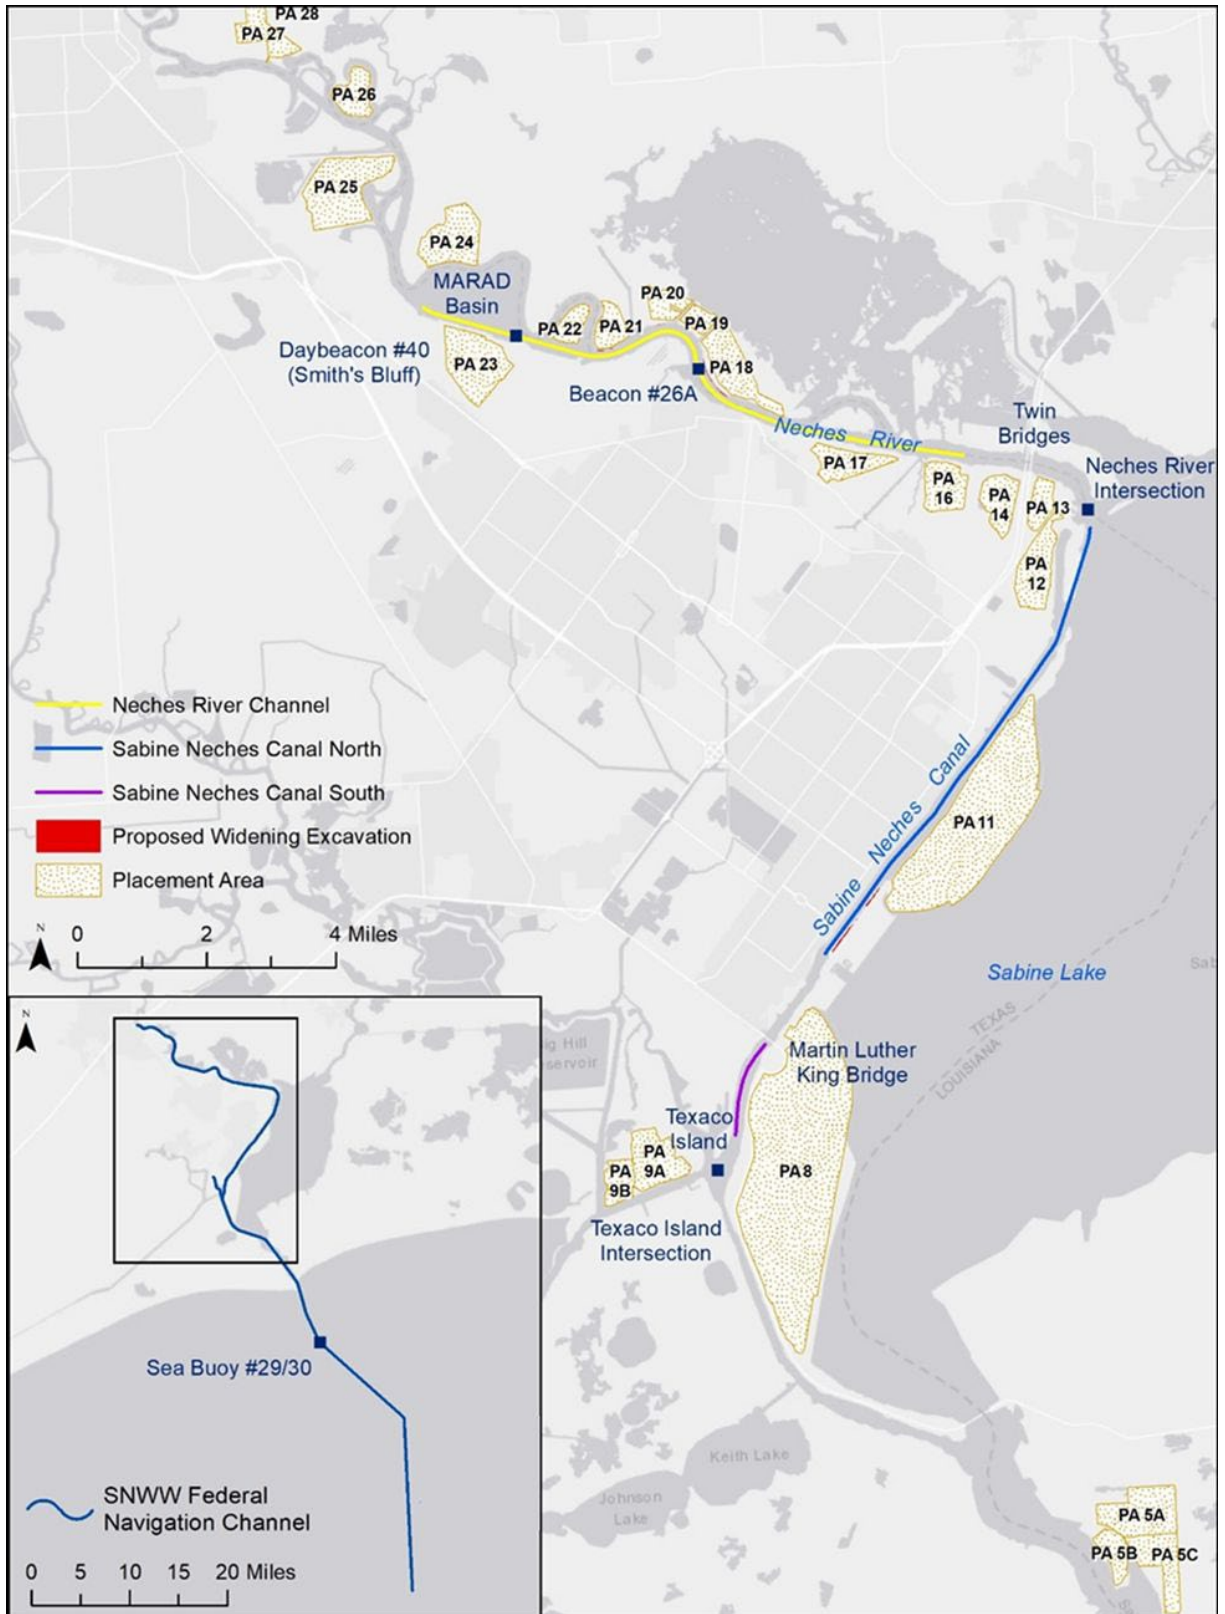 PA 28
PA 27
PA 26
PA 25
PA 24
MARAD
Basin
PA 20
PA 19
PA 22
PA 21
PA 18
PA 23
Daybeacon #40
(Smith's Bluff)
Beacon #26A
Neches River
Twin
Bridges
PA 17
Neches River
Intersection
PA
16
PA
14
PA 13
PA
12
Neches River Channel
Sabine Neches Canal North
Sabine Neches Canal South
Proposed Widening Excavation
Placement Area
N
0 2 4 Miles
Sabine Neches Canal
PA 11
Sabine Lake
TEXAS
LOUISIANA
Martin Luther
King Bridge
Texaco
Island
PA
9A
PA
9B
PA 8
Texaco Island
Intersection
N
Sea Buoy #29/30
SNWW Federal
Navigation Channel
0 5 10 15 20 Miles
Keith Lake
Johnson
Lake
PA 5A
PA 5B
PA 5C